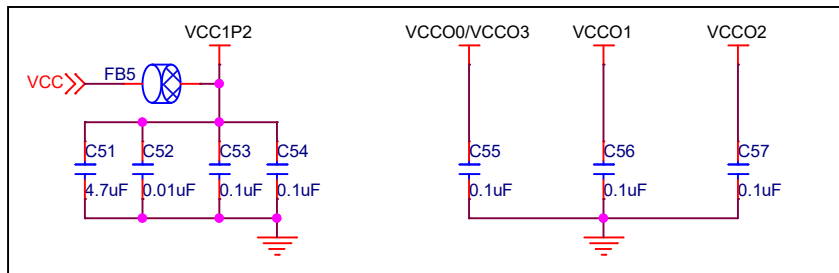 VCC1P2
VCCO0/VCCO3
VCCO1
VCCO2
VCC
FB5
C51
C52
C53
C54
C55
C56
C57
4.7uF
0.01uF
0.1uF
0.1uF
0.1uF
0.1uF
0.1uF